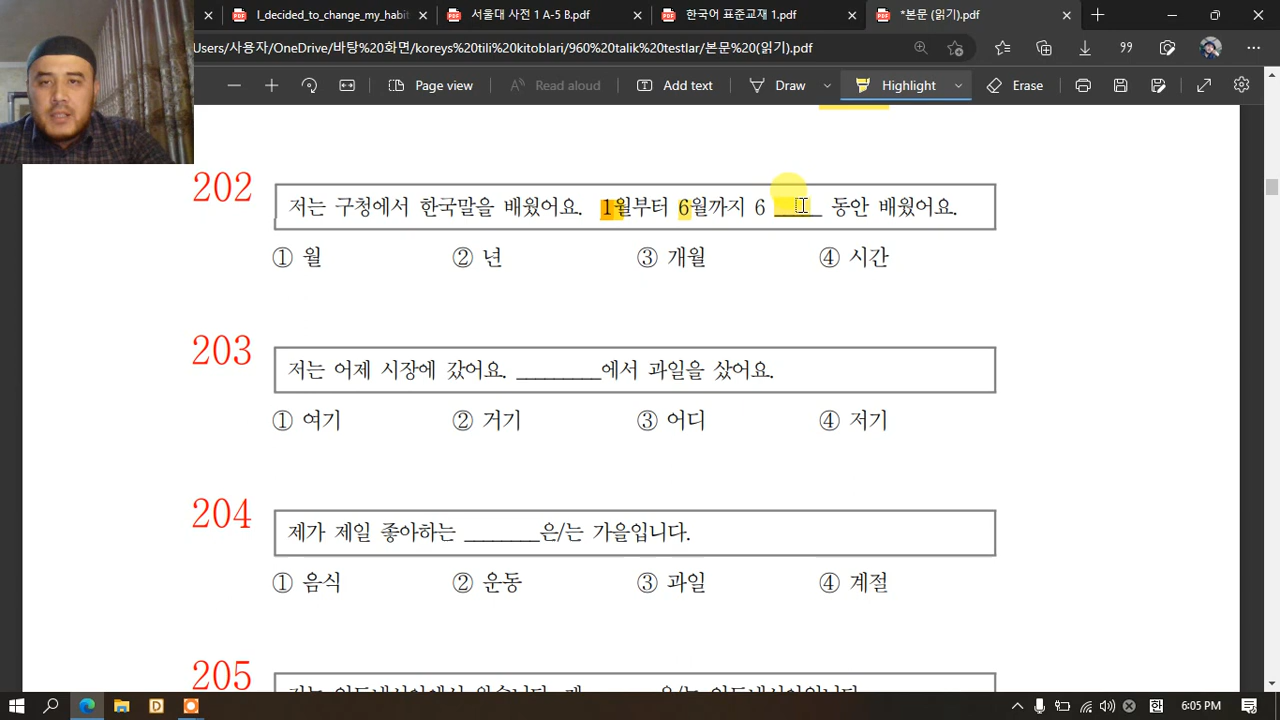 I_decided_to_change_my_habit
서울대 사전 1 A-5 B.pdf
한국어 표준교재 1.pdf
*본문 (읽기).pdf
Users/사용자/OneDrive/바탕%20화면/koreys%20tili%20kitoblari/960%20talik%20testlar/본문%20(읽기).pdf
Page view
Read aloud
Add text
Draw
Highlight
Erase
202
저는 구청에서 한국말을 배웠어요. 1월부터 6월까지 6 _____ 동안 배웠어요.
① 월 ② 년 ③ 개월 ④ 시간
203
저는 어제 시장에 갔어요. _________에서 과일을 샀어요.
① 여기 ② 거기 ③ 어디 ④ 저기
204
제가 제일 좋아하는 ________은/는 가을입니다.
① 음식 ② 운동 ③ 과일 ④ 계절
205
6:05 PM